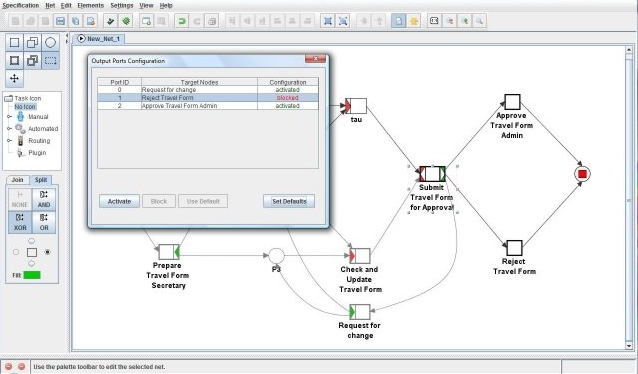 Specification Net Edit Elements Settings View Help
New_Net_1
Output Ports Configuration
Port ID Target Nodes Configuration
0 Request for change activated
1 Reject Travel Form blocked
2 Approve Travel Form Admin activated
Activate Block Use Default Set Defaults
Task Icon
No Icon
Manual
Automated
Routing
Plugin
Join Split
NONE AND
XOR OR
Fill:
tau
Approve
Travel Form
Admin
Submit
Travel Form
for Approval
Reject
Travel Form
Prepare
Travel Form
Secretary
P3
Check and
Update
Travel Form
Request for
change
Use the palette toolbar to edit the selected net.